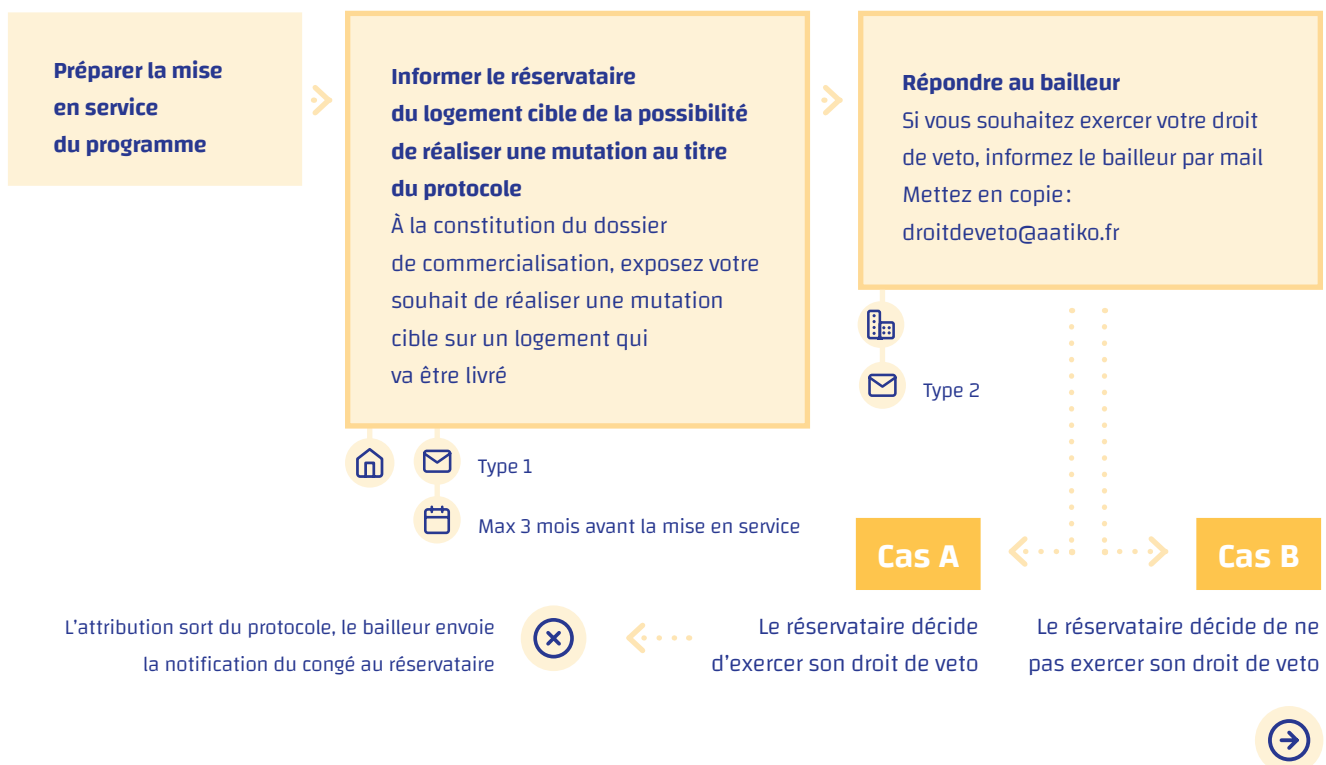 Préparer la mise
en service
du programme
Informer le réservataire
du logement cible de la possibilité
de réaliser une mutation au titre
du protocole
À la constitution du dossier
de commercialisation, exposez votre
souhait de réaliser une mutation
cible sur un logement qui
va être livré
Type 1
Max 3 mois avant la mise en service
Répondre au bailleur
Si vous souhaitez exercer votre droit
de veto, informez le bailleur par mail
Mettez en copie :
droitdeveto@aatiko.fr
Type 2
Cas A
Le réservataire décide
d’exercer son droit de veto
L’attribution sort du protocole, le bailleur envoie
la notification du congé au réservataire
Cas B
Le réservataire décide de ne
pas exercer son droit de veto